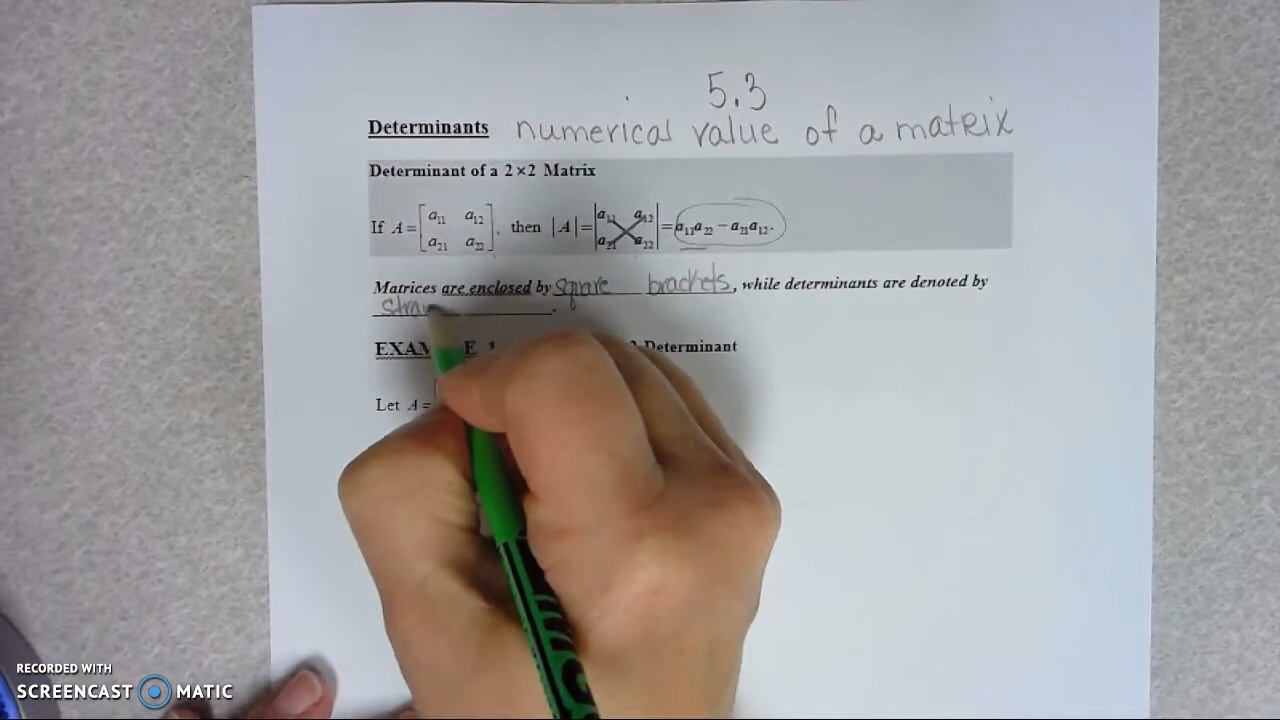 5.3
Determinants numerical value of a matrix
Determinant of a 2×2 Matrix
If A = [a₁₁ a₁₂; a₂₁ a₂₂], then |A| = |a₁₁ a₁₂; a₂₁ a₂₂| = a₁₁a₂₂ − a₂₁a₁₂.
Matrices are enclosed by square brackets, while determinants are denoted by
.
Determinant
Let A =
RECORDED WITH
SCREENCAST MATIC